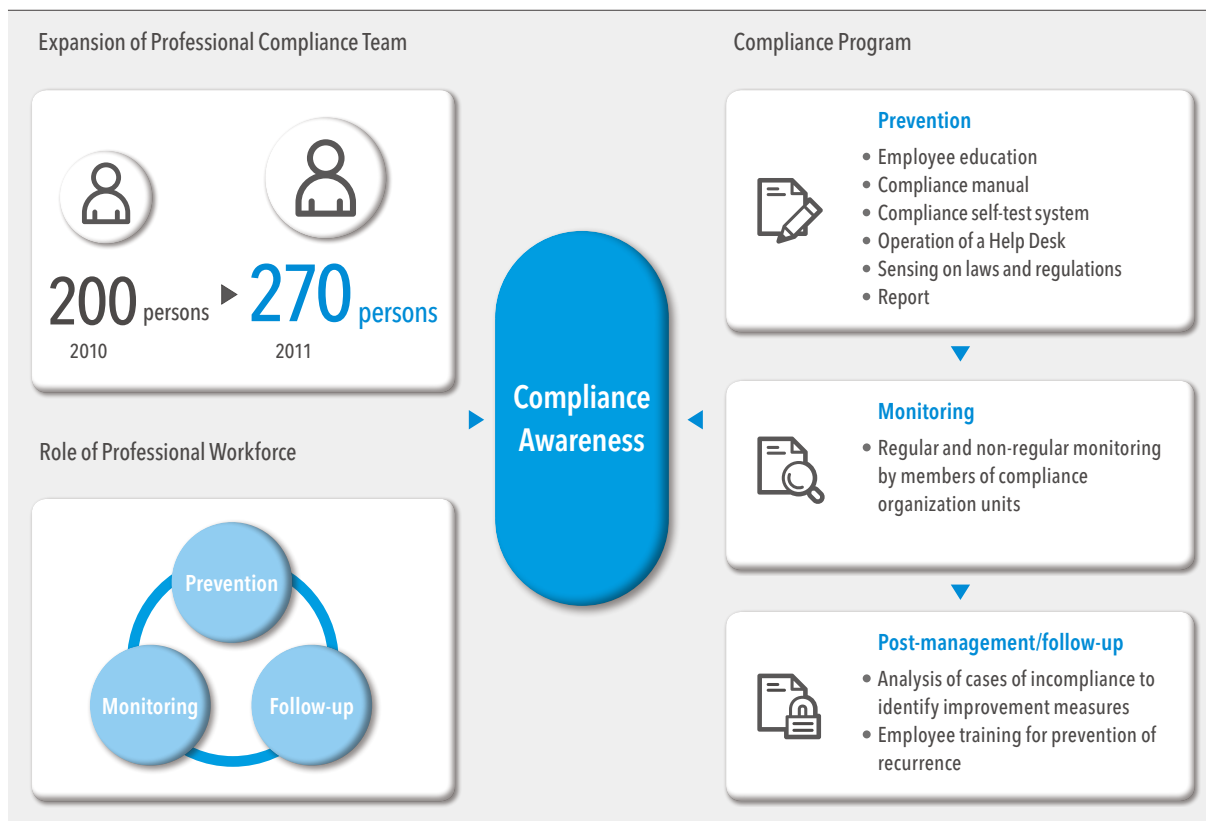 Expansion of Professional Compliance Team
200 persons ▶ 270 persons
2010
2011
Role of Professional Workforce
Prevention
Monitoring
Follow-up
Compliance
Awareness
Compliance Program
Prevention
• Employee education
• Compliance manual
• Compliance self-test system
• Operation of a Help Desk
• Sensing on laws and regulations
• Report
Monitoring
• Regular and non-regular monitoring
by members of compliance
organization units
Post-management/follow-up
• Analysis of cases of incompliance to
identify improvement measures
• Employee training for prevention of
recurrence